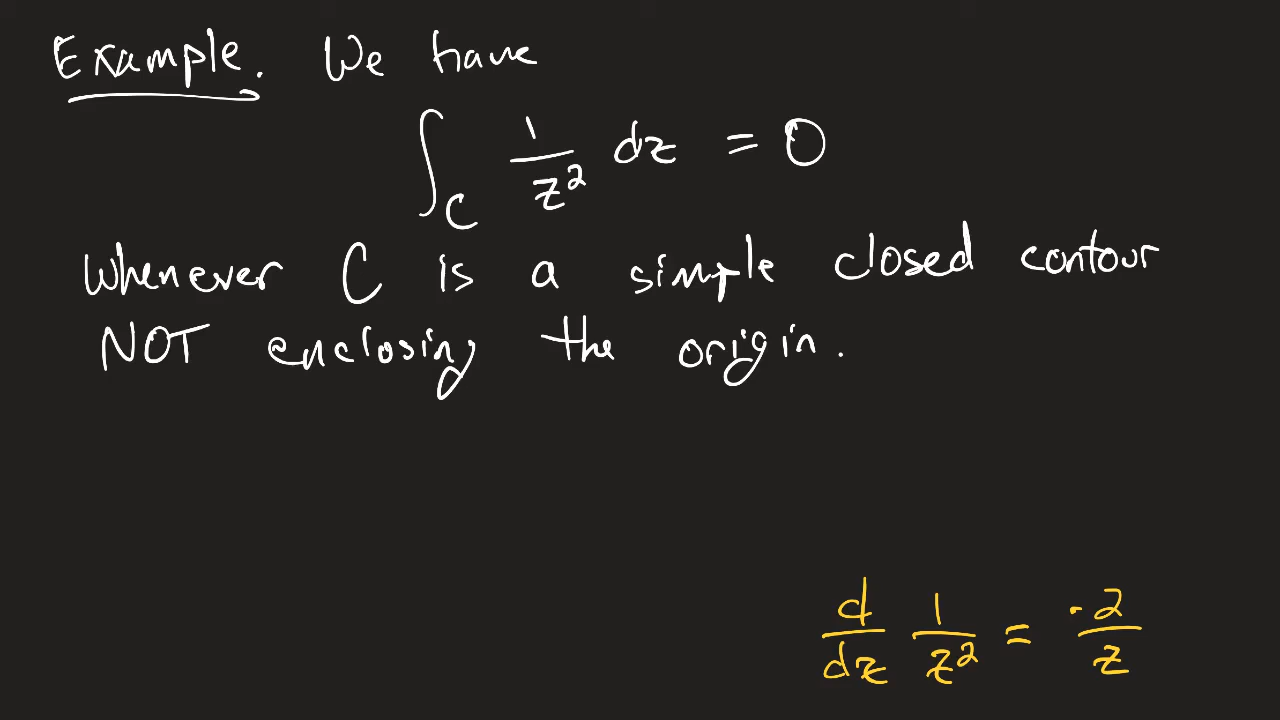 Example. We have
∫_C 1/z² dz = 0
whenever C is a simple closed contour
NOT enclosing the origin.
d/dz 1/z² = -2/z